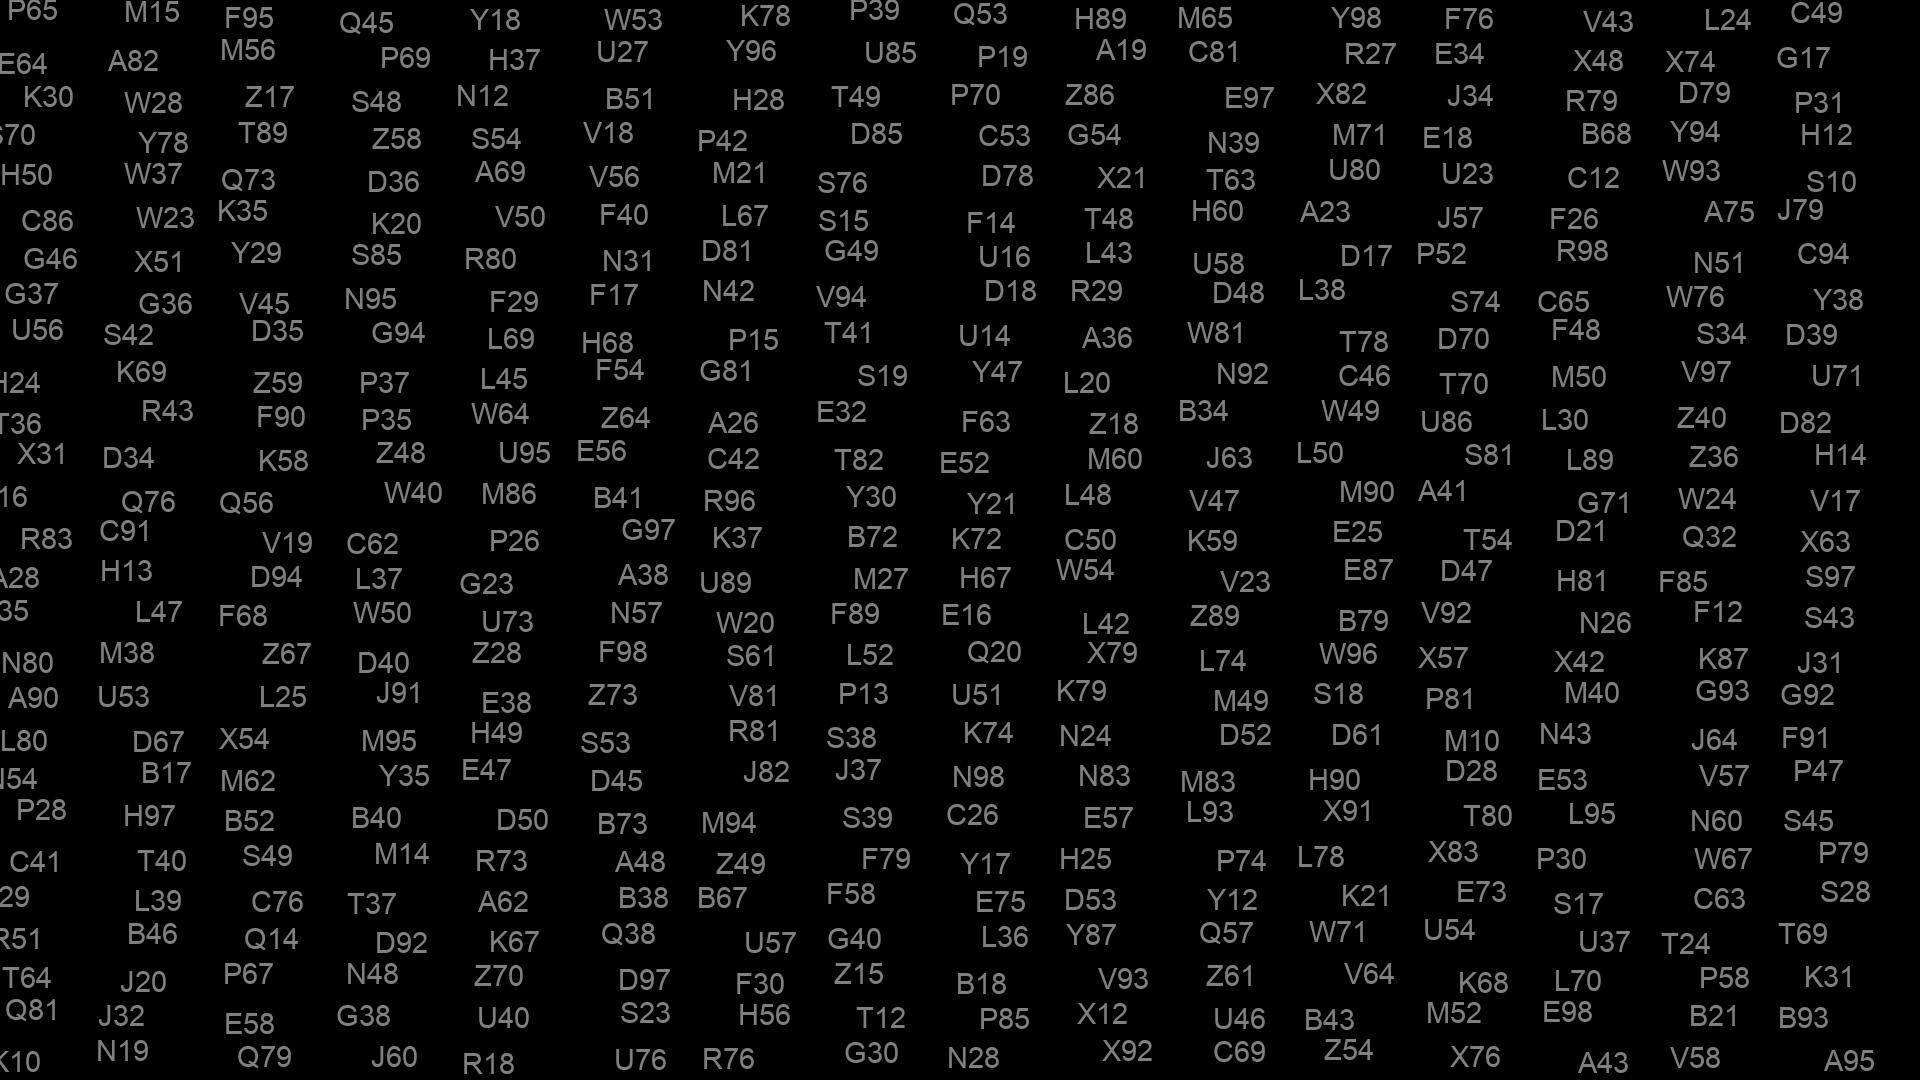 P65 M15 F95 Q45 Y18 W53 K78 P39 Q53 H89 M65 Y98 F76 V43 L24 C49
E64 A82 M56 P69 H37 U27 Y96 U85 P19 A19 C81 R27 E34 X48 X74 G17
K30 W28 Z17 S48 N12 B51 H28 T49 P70 Z86 E97 X82 J34 R79 D79 P31
S70 Y78 T89 Z58 S54 V18 P42 D85 C53 G54 N39 M71 E18 B68 Y94 H12
H50 W37 Q73 D36 A69 V56 M21 S76 D78 X21 T63 U80 U23 C12 W93 S10
C86 W23 K35 K20 V50 F40 L67 S15 F14 T48 H60 A23 J57 F26 A75 J79
G46 X51 Y29 S85 R80 N31 D81 G49 U16 L43 U58 D17 P52 R98 N51 C94
G37 G36 V45 N95 F29 F17 N42 V94 D18 R29 D48 L38 S74 C65 W76 Y38
U56 S42 D35 G94 L69 H68 P15 T41 U14 A36 W81 T78 D70 F48 S34 D39
H24 K69 Z59 P37 L45 F54 G81 S19 Y47 L20 N92 C46 T70 M50 V97 U71
T36 R43 F90 P35 W64 Z64 A26 E32 F63 Z18 B34 W49 U86 L30 Z40 D82
X31 D34 K58 Z48 U95 E56 C42 T82 E52 M60 J63 L50 S81 L89 Z36 H14
16 Q76 Q56 W40 M86 B41 R96 Y30 Y21 L48 V47 M90 A41 G71 W24 V17
R83 C91 V19 C62 P26 G97 K37 B72 K72 C50 K59 E25 T54 D21 Q32 X63
A28 H13 D94 L37 G23 A38 U89 M27 H67 W54 V23 E87 D47 H81 F85 S97
35 L47 F68 W50 U73 N57 W20 F89 E16 L42 Z89 B79 V92 N26 F12 S43
N80 M38 Z67 D40 Z28 F98 S61 L52 Q20 X79 L74 W96 X57 X42 K87 J31
A90 U53 L25 J91 E38 Z73 V81 P13 U51 K79 M49 S18 P81 M40 G93 G92
L80 D67 X54 M95 H49 S53 R81 S38 K74 N24 D52 D61 M10 N43 J64 F91
54 B17 M62 Y35 E47 D45 J82 J37 N98 N83 M83 H90 D28 E53 V57 P47
P28 H97 B52 B40 D50 B73 M94 S39 C26 E57 L93 X91 T80 L95 N60 S45
C41 T40 S49 M14 R73 A48 Z49 F79 Y17 H25 P74 L78 X83 P30 W67 P79
29 L39 C76 T37 A62 B38 B67 F58 E75 D53 Y12 K21 E73 S17 C63 S28
R51 B46 Q14 D92 K67 Q38 U57 G40 L36 Y87 Q57 W71 U54 U37 T24 T69
T64 J20 P67 N48 Z70 D97 F30 Z15 B18 V93 Z61 V64 K68 L70 P58 K31
Q81 J32 E58 G38 U40 S23 H56 T12 P85 X12 U46 B43 M52 E98 B21 B93
K10 N19 Q79 J60 R18 U76 R76 G30 N28 X92 C69 Z54 X76 A43 V58 A95